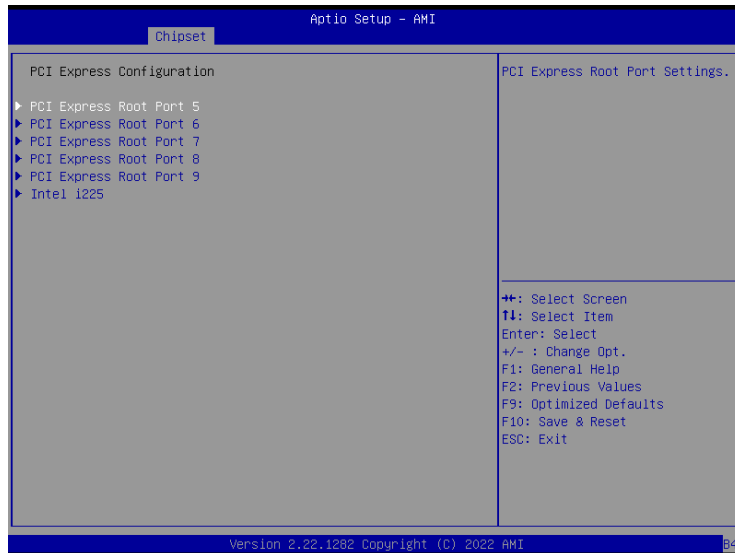 Aptio Setup - AMI
Chipset
PCI Express Configuration
PCI Express Root Port 5
PCI Express Root Port 6
PCI Express Root Port 7
PCI Express Root Port 8
PCI Express Root Port 9
Intel i225
PCI Express Root Port Settings.
→←: Select Screen
↑↓: Select Item
Enter: Select
+/- : Change Opt.
F1: General Help
F2: Previous Values
F9: Optimized Defaults
F10: Save & Reset
ESC: Exit
Version 2.22.1282 Copyright (C) 2022 AMI
B4